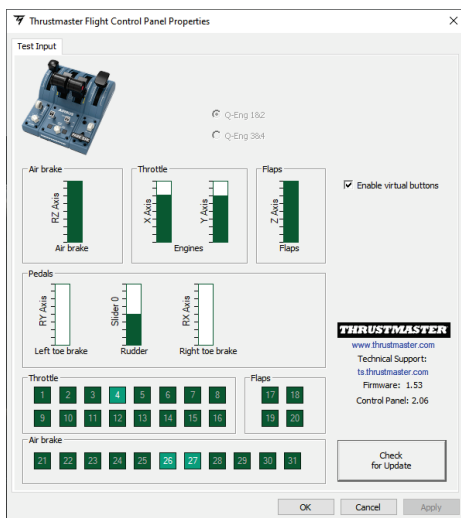 Thrustmaster Flight Control Panel Properties
Test Input
Q-Eng 1&2
Q-Eng 3&4
Air brake
RZ Axis
Air brake
Throttle
X Axis
Y Axis
Engines
Flaps
Z Axis
Flaps
Enable virtual buttons
Pedals
RY Axis
Left toe brake
Slider 0
Rudder
RX Axis
Right toe brake
THRUSTMASTER
www.thrustmaster.com
Technical Support:
ts.thrustmaster.com
Firmware: 1.53
Control Panel: 2.06
Throttle
1 2 3 4 5 6 7 8
9 10 11 12 13 14 15 16
Flaps
17 18
19 20
Air brake
21 22 23 24 25 26 27 28 29 30 31
Check
for Update
OK Cancel Apply